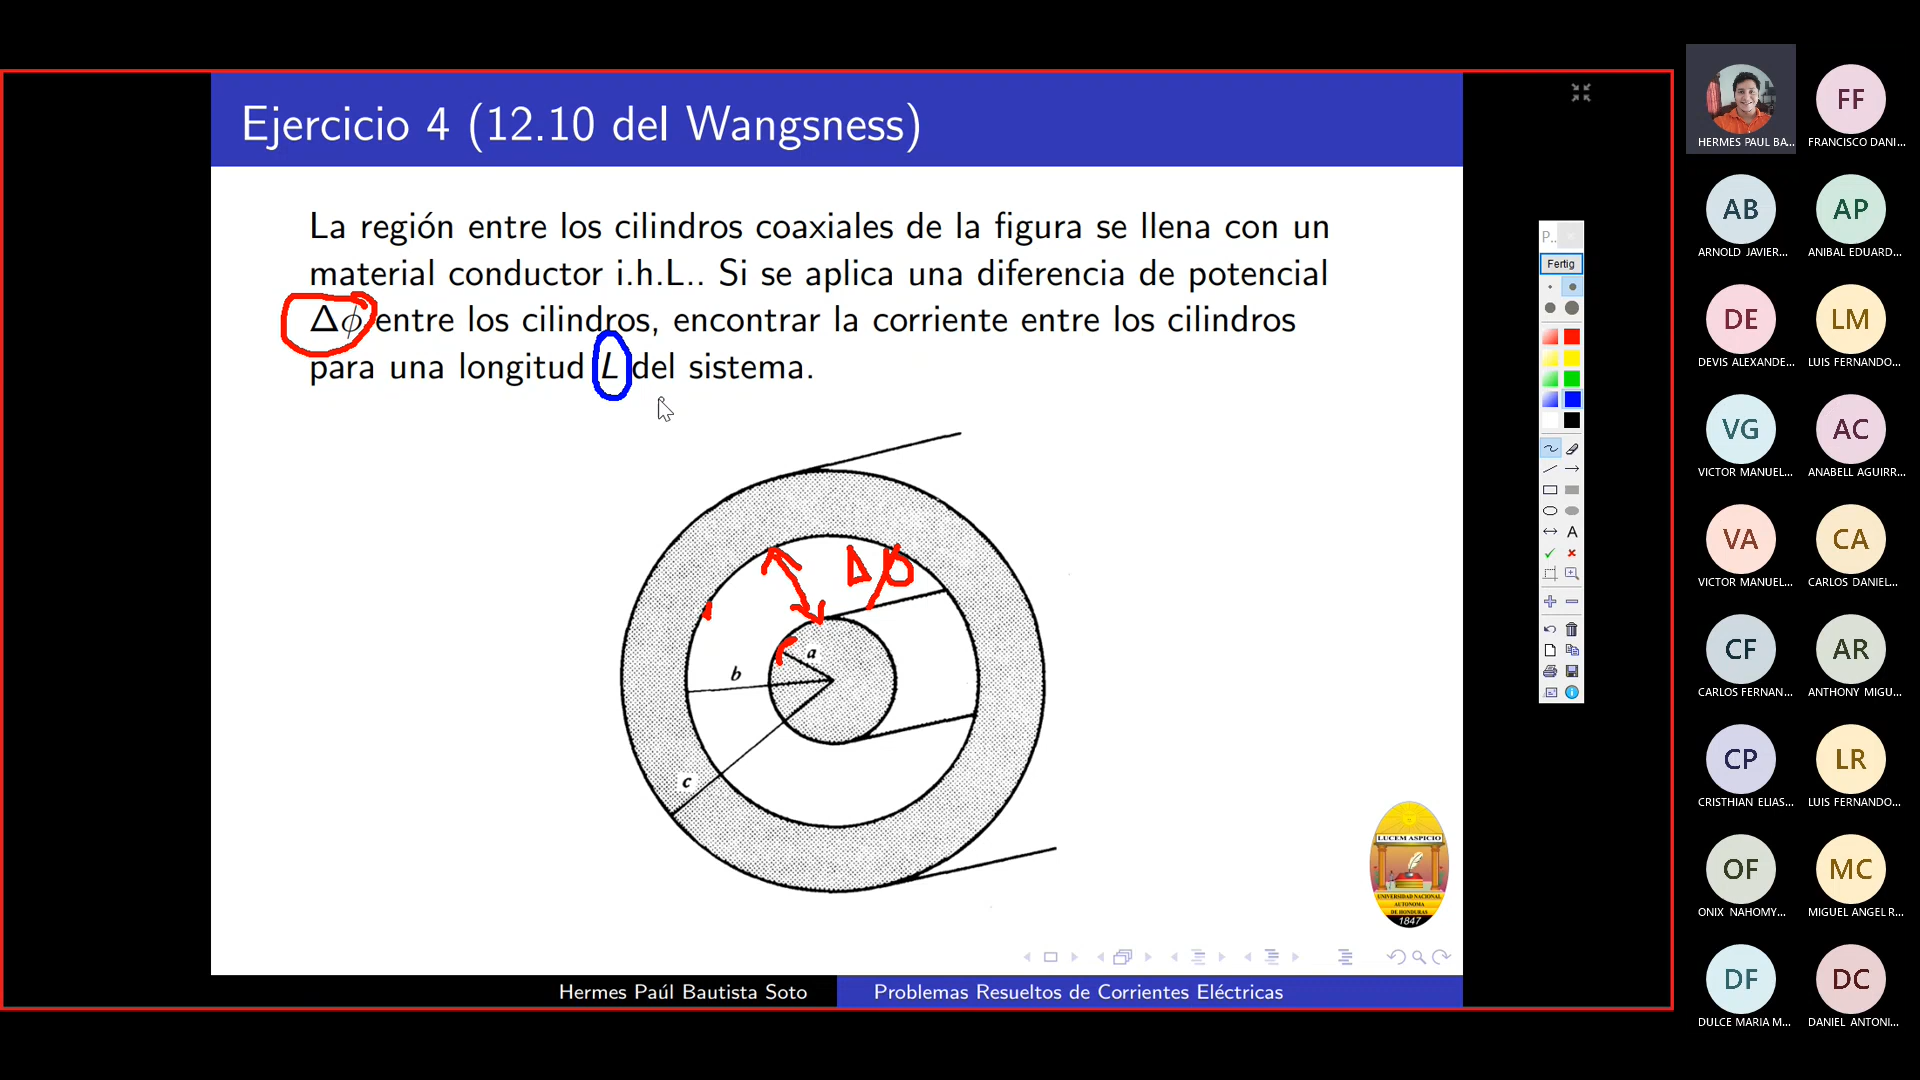 Ejercicio 4 (12.10 del Wangsness)
La región entre los cilindros coaxiales de la figura se llena con un
material conductor i.h.L.. Si se aplica una diferencia de potencial
Δϕ entre los cilindros, encontrar la corriente entre los cilindros
para una longitud L del sistema.
Δϕ
a
b
c
LUCEM ASPICIO
UNIVERSIDAD NACIONAL
AUTONOMA
DE HONDURAS
1847
Hermes Paúl Bautista Soto
Problemas Resueltos de Corrientes Eléctricas
P..
Fertig
A
HERMES PAUL BA...
FF
FRANCISCO DANI...
AB
ARNOLD JAVIER...
AP
ANIBAL EDUARD...
DE
DEVIS ALEXANDE...
LM
LUIS FERNANDO...
VG
VICTOR MANUEL...
AC
ANABELL AGUIRR...
VA
VICTOR MANUEL...
CA
CARLOS DANIEL...
CF
CARLOS FERNAN...
AR
ANTHONY MIGU...
CP
CRISTHIAN ELIAS...
LR
LUIS FERNANDO...
OF
ONIX NAHOMY...
MC
MIGUEL ANGEL R...
DF
DULCE MARIA M...
DC
DANIEL ANTONI...